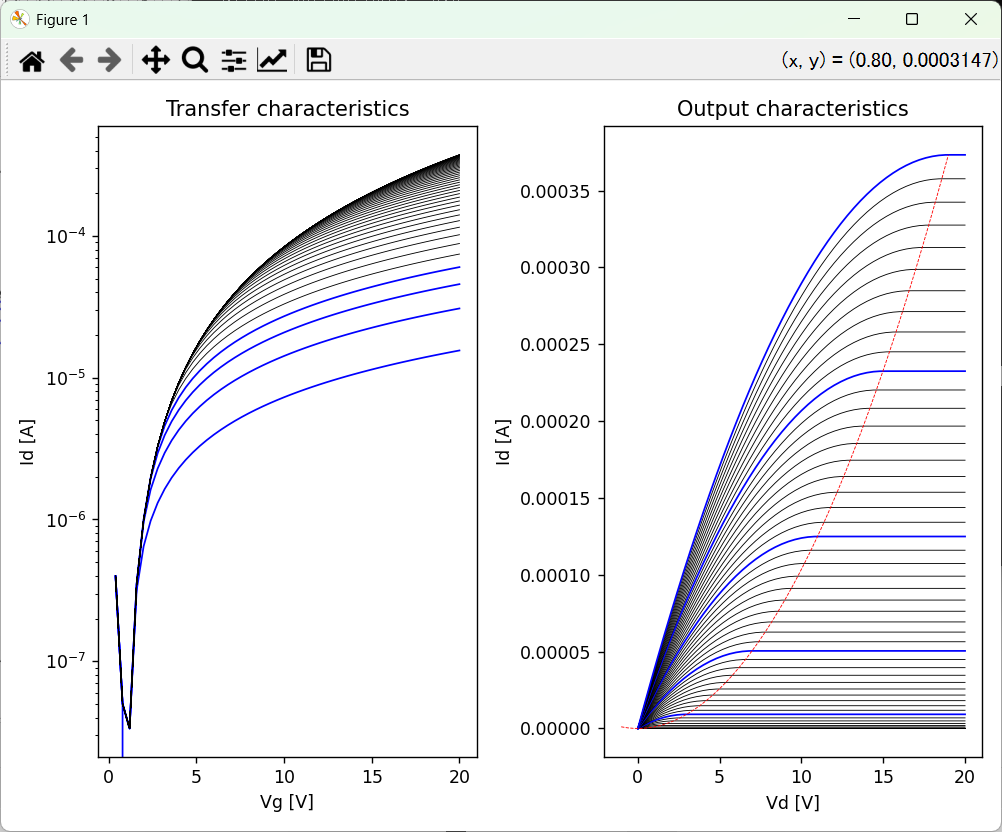 Figure 1
(x, y) = (0.80, 0.0003147)
Transfer characteristics
10⁻⁴
10⁻⁵
10⁻⁶
10⁻⁷
Id [A]
0 5 10 15 20
Vg [V]
Output characteristics
0.00035
0.00030
0.00025
0.00020
0.00015
0.00010
0.00005
0.00000
Id [A]
0 5 10 15 20
Vd [V]